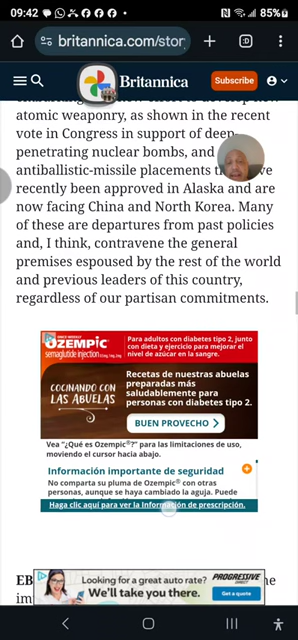 09:42
85%
britannica.com/stor
Britannica
Subscribe
atomic weaponry, as shown in the recent
vote in Congress in support of deep-
penetrating nuclear bombs, and
antiballistic-missile placements
recently been approved in Alaska and are
now facing China and North Korea. Many
of these are departures from past policies
and, I think, contravene the general
premises espoused by the rest of the world
and previous leaders of this country,
regardless of our partisan commitments.
OZEMPIC
semaglutide injection
Para adultos con diabetes tipo 2, junto
con dieta y ejercicio para mejorar el
nivel de azúcar en la sangre.
COCINANDO CON
LAS ABUELAS
Recetas de nuestras abuelas
preparadas más
saludablemente para
personas con diabetes tipo 2.
BUEN PROVECHO
Vea "¿Qué es Ozempic®?" para las limitaciones de uso,
moviendo el cursor hacia abajo.
Información importante de seguridad
No comparta su pluma de Ozempic® con otras
personas, aunque se haya cambiado la aguja. Puede
Haga clic aquí para ver la Información de prescripción.
Looking for a great auto rate?
We'll take you there.
PROGRESSIVE
DIRECT
Get a quote